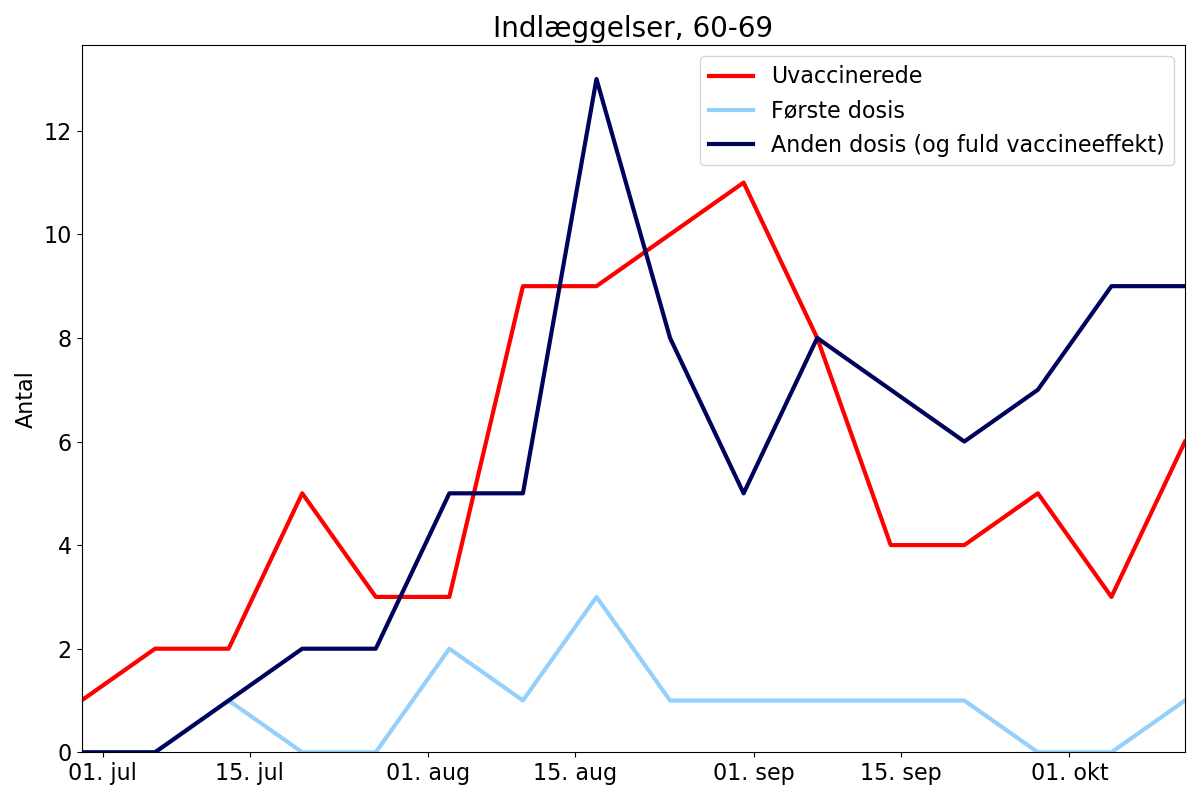 Indlæggelser, 60-69
Uvaccinerede
Første dosis
Anden dosis (og fuld vaccineeffekt)
Antal
12
10
8
6
4
2
0
01. jul
15. jul
01. aug
15. aug
01. sep
15. sep
01. okt